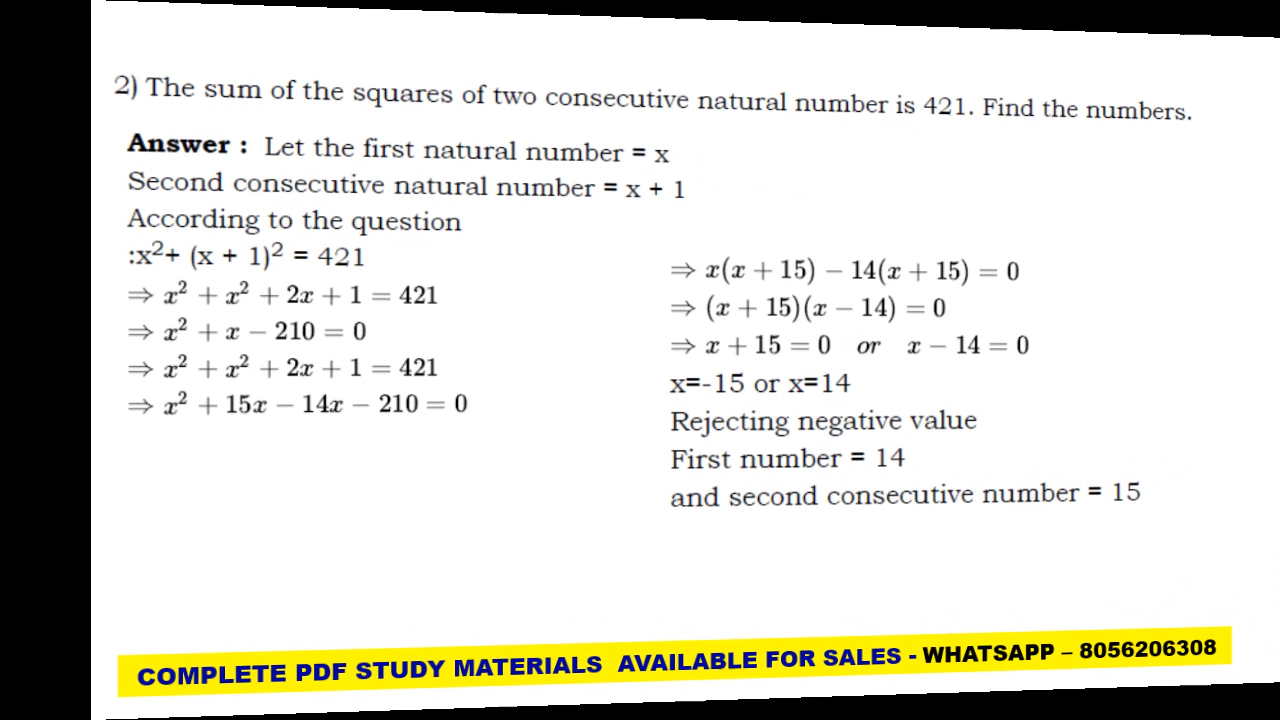 2) The sum of the squares of two consecutive natural number is 421. Find the numbers.
Answer : Let the first natural number = x
Second consecutive natural number = x + 1
According to the question
:x²+ (x + 1)² = 421
⇒ x² + x² + 2x + 1 = 421
⇒ x² + x − 210 = 0
⇒ x² + x² + 2x + 1 = 421
⇒ x² + 15x − 14x − 210 = 0
⇒ x(x + 15) − 14(x + 15) = 0
⇒ (x + 15)(x − 14) = 0
⇒ x + 15 = 0 or x − 14 = 0
x=-15 or x=14
Rejecting negative value
First number = 14
and second consecutive number = 15
COMPLETE PDF STUDY MATERIALS AVAILABLE FOR SALES - WHATSAPP – 8056206308